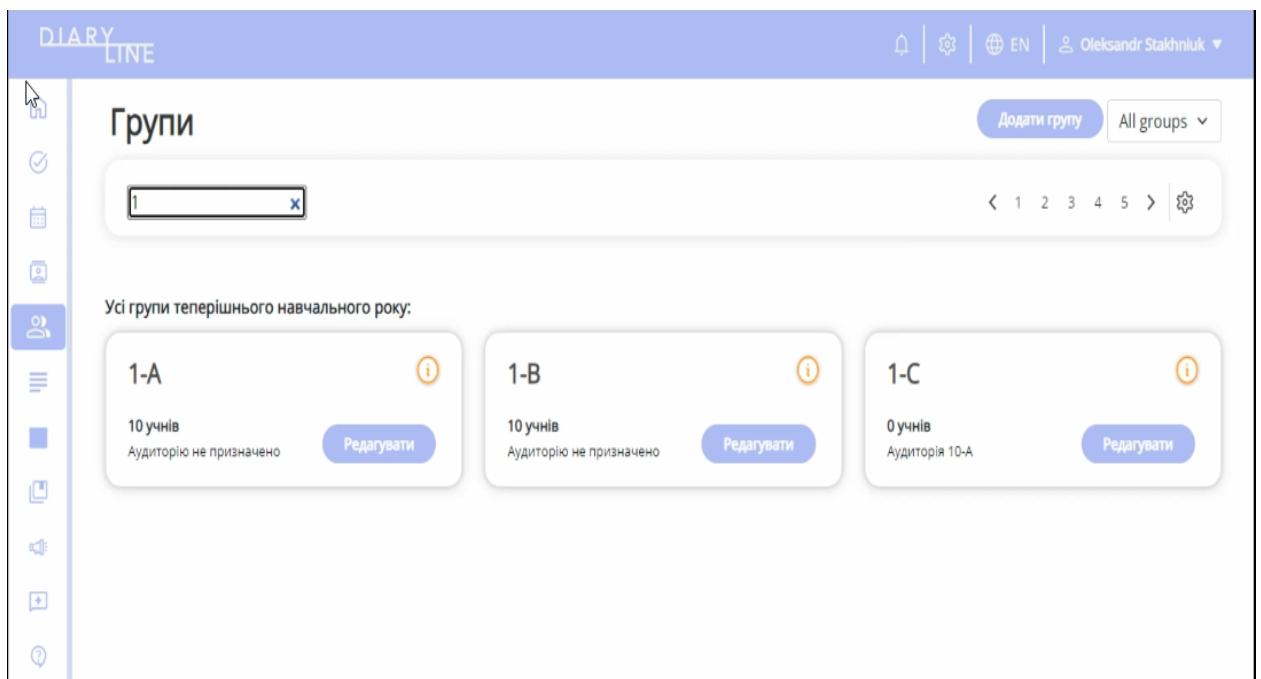 DIARY
LINE
EN
Oleksandr Stakhniuk
Групи
Додати групу
All groups
1
1 2 3 4 5
Усі групи теперішнього навчального року:
1-A
10 учнів
Аудиторію не призначено
Редагувати
1-B
10 учнів
Аудиторію не призначено
Редагувати
1-C
0 учнів
Аудиторія 10-A
Редагувати